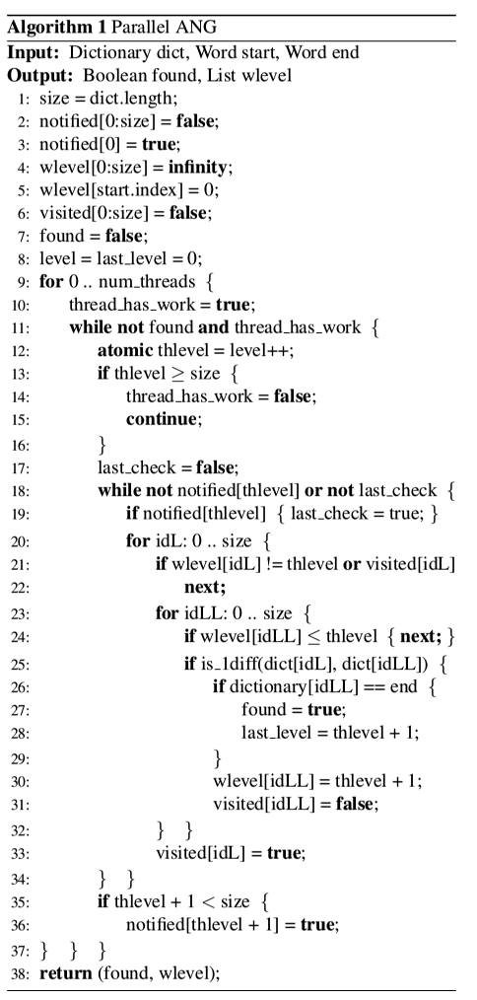 Algorithm 1 Parallel ANG
Input: Dictionary dict, Word start, Word end
Output: Boolean found, List wlevel
1: size = dict.length;
2: notified[0:size] = false;
3: notified[0] = true;
4: wlevel[0:size] = infinity;
5: wlevel[start.index] = 0;
6: visited[0:size] = false;
7: found = false;
8: level = last_level = 0;
9: for 0 .. num_threads {
10: thread_has_work = true;
11: while not found and thread_has_work {
12: atomic thlevel = level++;
13: if thlevel ≥ size {
14: thread_has_work = false;
15: continue;
16: }
17: last_check = false;
18: while not notified[thlevel] or not last_check {
19: if notified[thlevel] { last_check = true; }
20: for idL: 0 .. size {
21: if wlevel[idL] != thlevel or visited[idL]
22: next;
23: for idLL: 0 .. size {
24: if wlevel[idLL] ≤ thlevel { next; }
25: if is_1diff(dict[idL], dict[idLL]) {
26: if dictionary[idLL] == end {
27: found = true;
28: last_level = thlevel + 1;
29: }
30: wlevel[idLL] = thlevel + 1;
31: visited[idLL] = false;
32: } }
33: visited[idL] = true;
34: } }
35: if thlevel + 1 < size {
36: notified[thlevel + 1] = true;
37: } } }
38: return (found, wlevel);